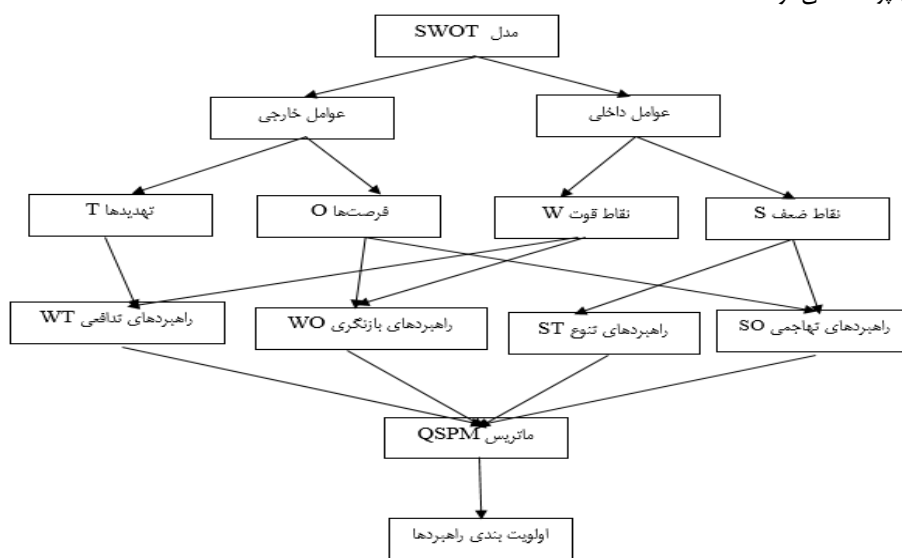 مدل SWOT
عوامل داخلی
عوامل خارجی
نقاط ضعف S
نقاط قوت W
فرصت‌ها O
تهدیدها T
راهبردهای تهاجمی SO
راهبردهای تنوع ST
راهبردهای بازنگری WO
راهبردهای تدافعی WT
ماتریس QSPM
اولویت بندی راهبردها